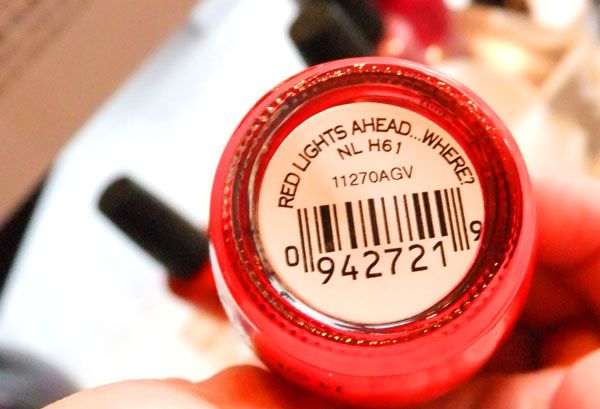 RED LIGHTS AHEAD...WHERE?
NL H61
11270AGV
0 942721 9